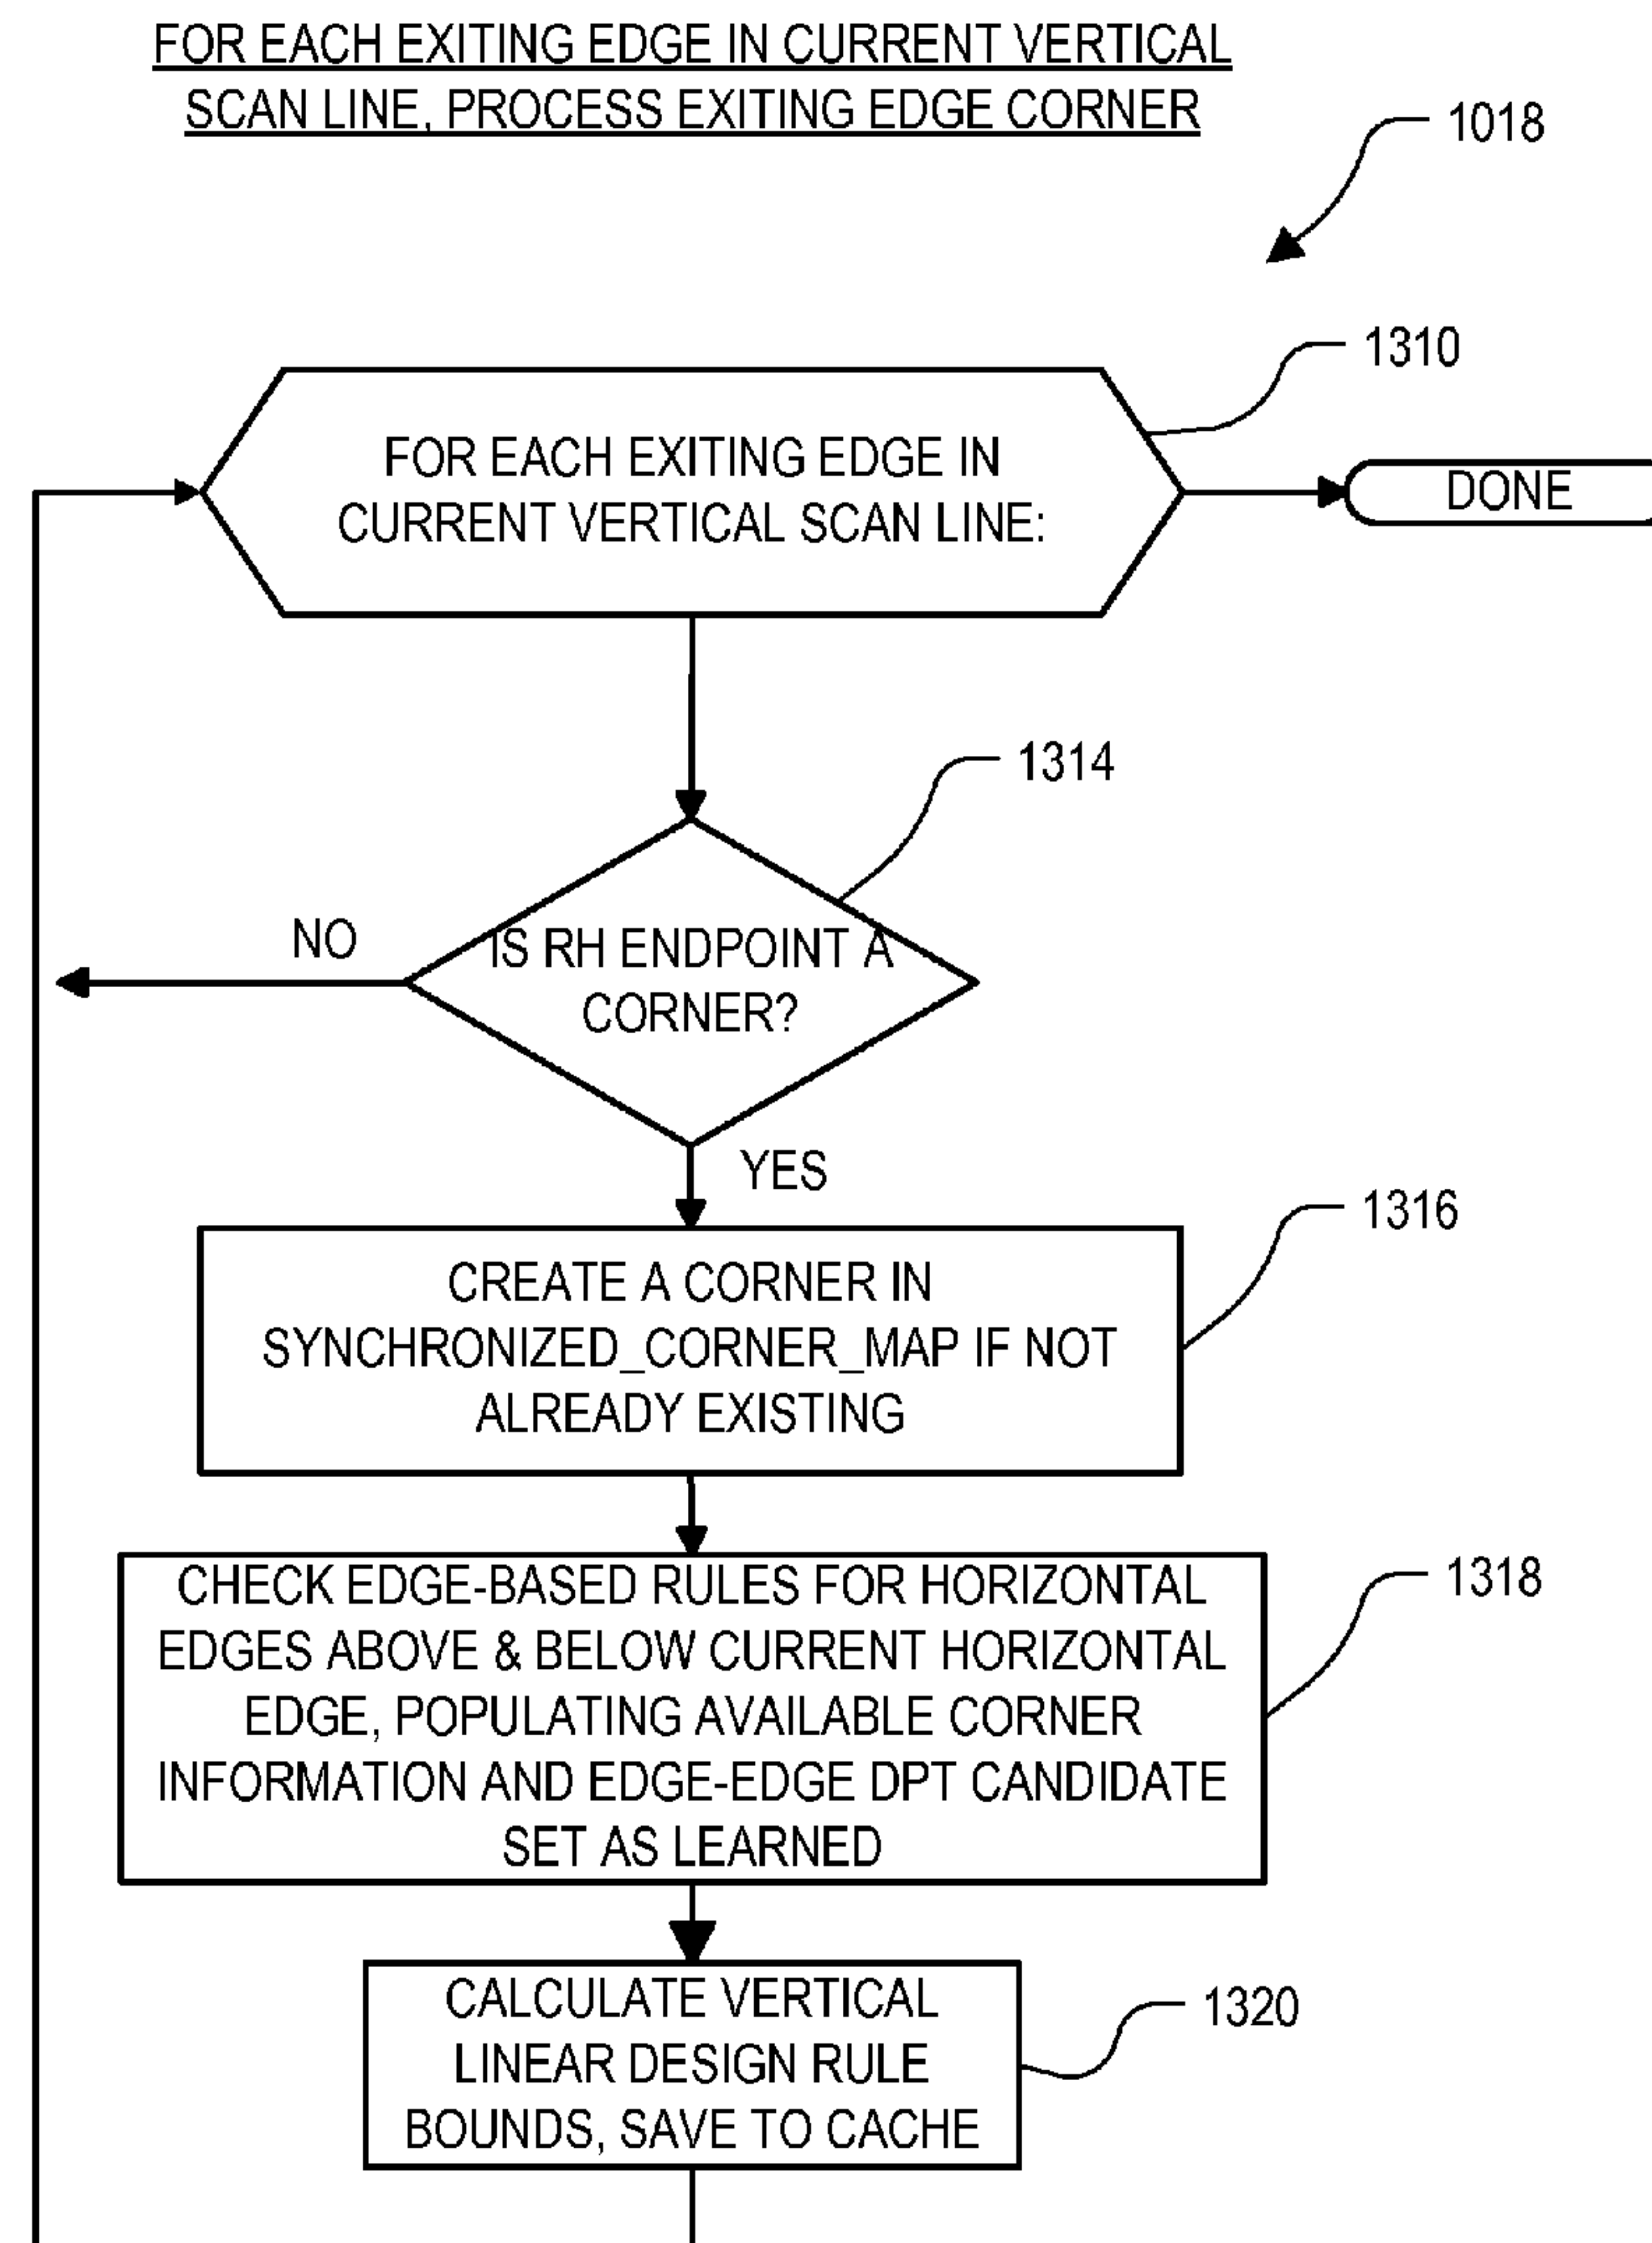 FOR EACH EXITING EDGE IN CURRENT VERTICAL
SCAN LINE, PROCESS EXITING EDGE CORNER
1018
1310
FOR EACH EXITING EDGE IN
CURRENT VERTICAL SCAN LINE:
DONE
1314
NO
IS RH ENDPOINT A
CORNER?
YES
1316
CREATE A CORNER IN
SYNCHRONIZED_CORNER_MAP IF NOT
ALREADY EXISTING
1318
CHECK EDGE-BASED RULES FOR HORIZONTAL
EDGES ABOVE & BELOW CURRENT HORIZONTAL
EDGE, POPULATING AVAILABLE CORNER
INFORMATION AND EDGE-EDGE DPT CANDIDATE
SET AS LEARNED
1320
CALCULATE VERTICAL
LINEAR DESIGN RULE
BOUNDS, SAVE TO CACHE